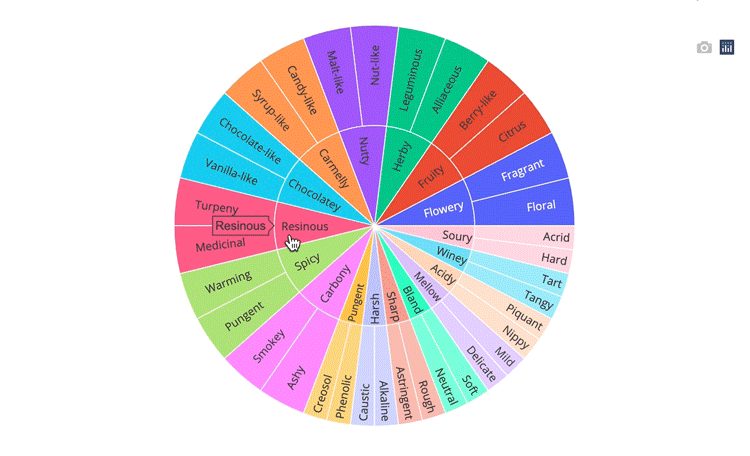 Flowery
Floral
Fragrant
Fruity
Citrus
Berry-like
Herby
Alliaceous
Leguminous
Nutty
Nut-like
Malt-like
Carmelly
Candy-like
Syrup-like
Chocolatey
Chocolate-like
Vanilla-like
Resinous
Turpeny
Medicinal
Resinous
Spicy
Warming
Pungent
Carbony
Smokey
Ashy
Pungent
Creosol
Phenolic
Harsh
Caustic
Alkaline
Sharp
Astringent
Rough
Bland
Neutral
Soft
Mellow
Delicate
Mild
Acidy
Nippy
Piquant
Winey
Tangy
Tart
Soury
Hard
Acrid